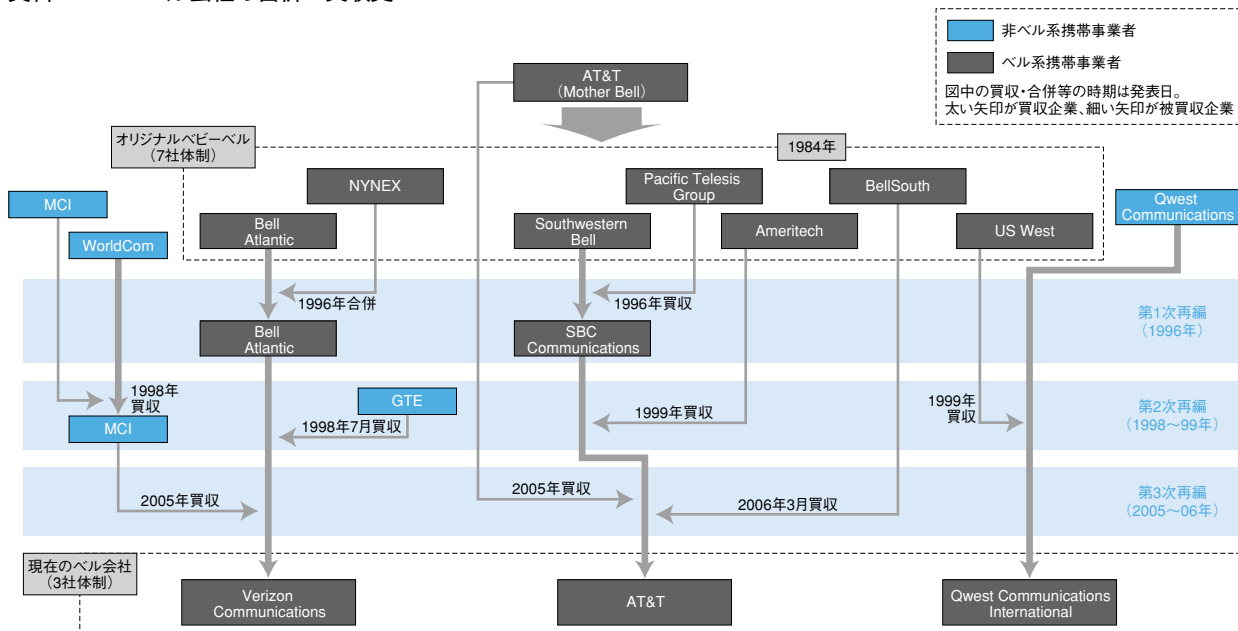 非ベル系携帯事業者
ベル系携帯事業者
図中の買収・合併等の時期は発表日。
太い矢印が買収企業、細い矢印が被買収企業
AT&T
(Mother Bell)
オリジナルベビーベル
(7社体制)
1984年
MCI
WorldCom
NYNEX
Bell
Atlantic
Southwestern
Bell
Pacific Telesis
Group
Ameritech
BellSouth
US West
Qwest
Communications
1996年合併
1996年買収
第1次再編
(1996年)
Bell
Atlantic
SBC
Communications
1998年
買収
MCI
GTE
1998年7月買収
1999年買収
1999年
買収
第2次再編
(1998〜99年)
2005年買収
2005年買収
2006年3月買収
第3次再編
(2005〜06年)
現在のベル会社
(3社体制)
Verizon
Communications
AT&T
Qwest Communications
International